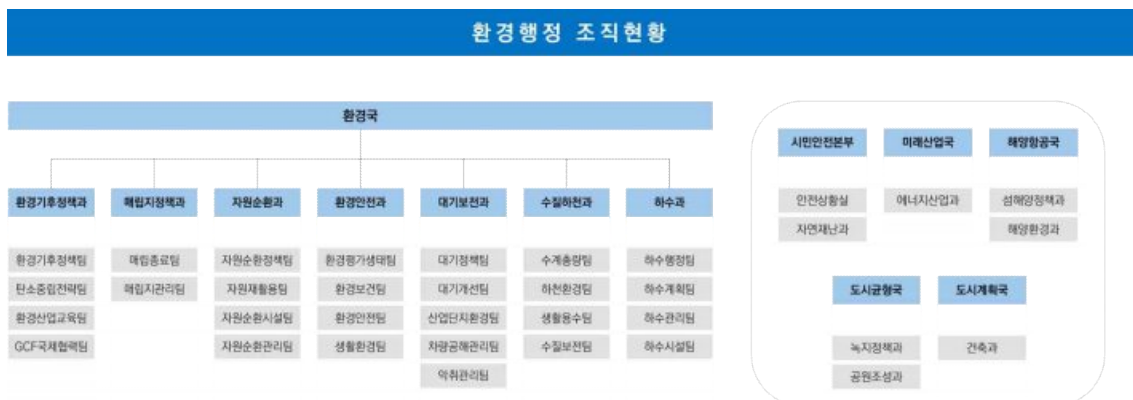 환경행정 조직현황
환경국
환경기후정책과 매립지정책과 자원순환과 환경안전과 대기보전과 수질하천과 하수과
환경기후정책팀 매립종료팀 자원순환정책팀 환경평가생태팀 대기정책팀 수계총량팀 하수행정팀
탄소중립전략팀 매립지관리팀 자원재활용팀 환경보건팀 대기개선팀 하천환경팀 하수계획팀
환경산업교육팀 자원순환시설팀 환경안전팀 산업단지환경팀 생활용수팀 하수관리팀
GCF국제협력팀 자원순환관리팀 생활환경팀 차량공해관리팀 수질보전팀 하수시설팀
악취관리팀
시민안전본부 미래산업국 해양항공국
안전상황실 에너지산업과 섬해양정책과
자연재난과 해양환경과
도시균형국 도시계획국
녹지정책과 건축과
공원조성과